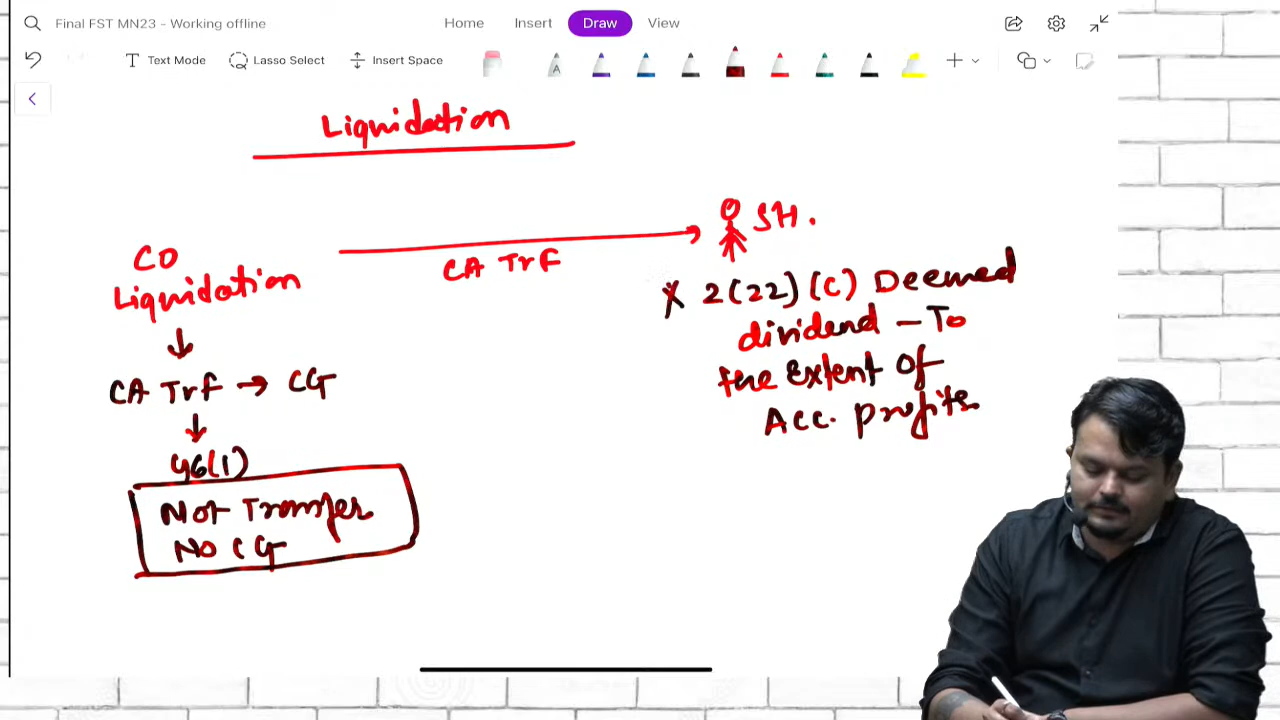 Final FST MN23 - Working offline
Home Insert Draw View
Text Mode Lasso Select Insert Space
Liquidation
SH.
CO
Liquidation
CA Trf
X 2(22)(C) Deemed
dividend - To
the Extent Of
Acc. profits
CA Trf → CG
46(1)
Not Transfer
No CG